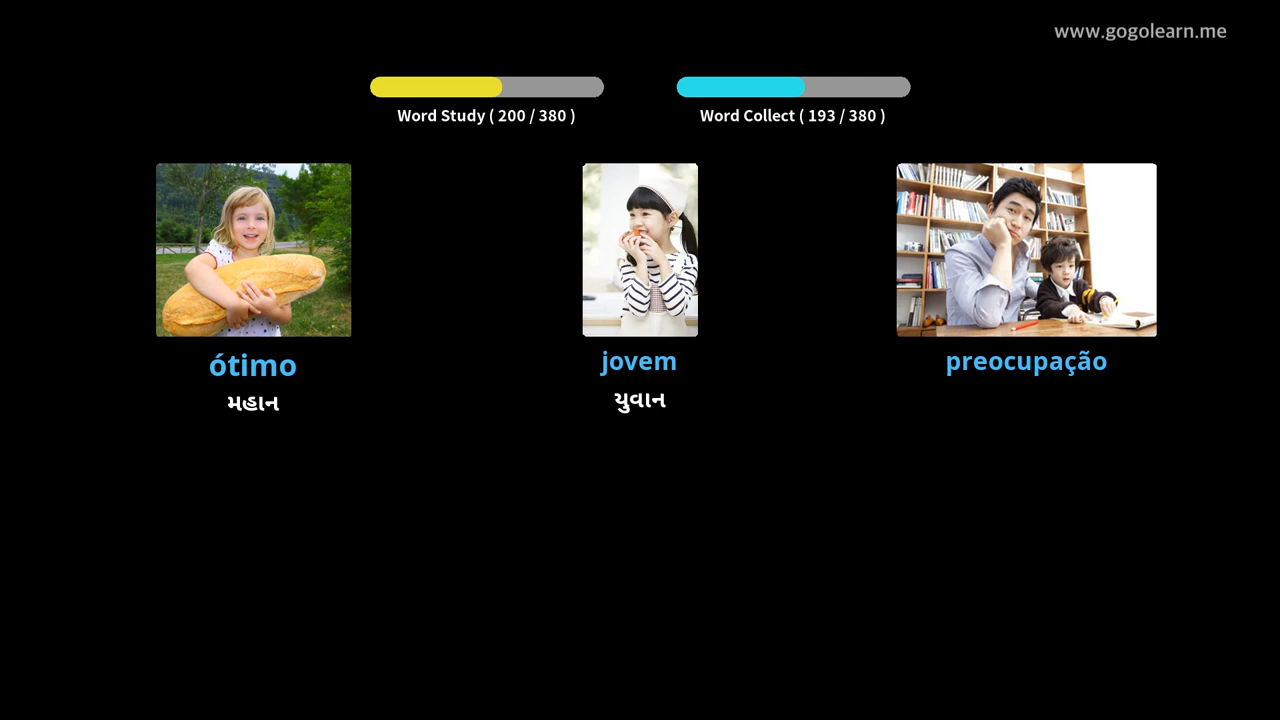 www.gogolearn.me
Word Study ( 200 / 380 )
Word Collect ( 193 / 380 )
ótimo
મહાન
jovem
યુવાન
preocupação